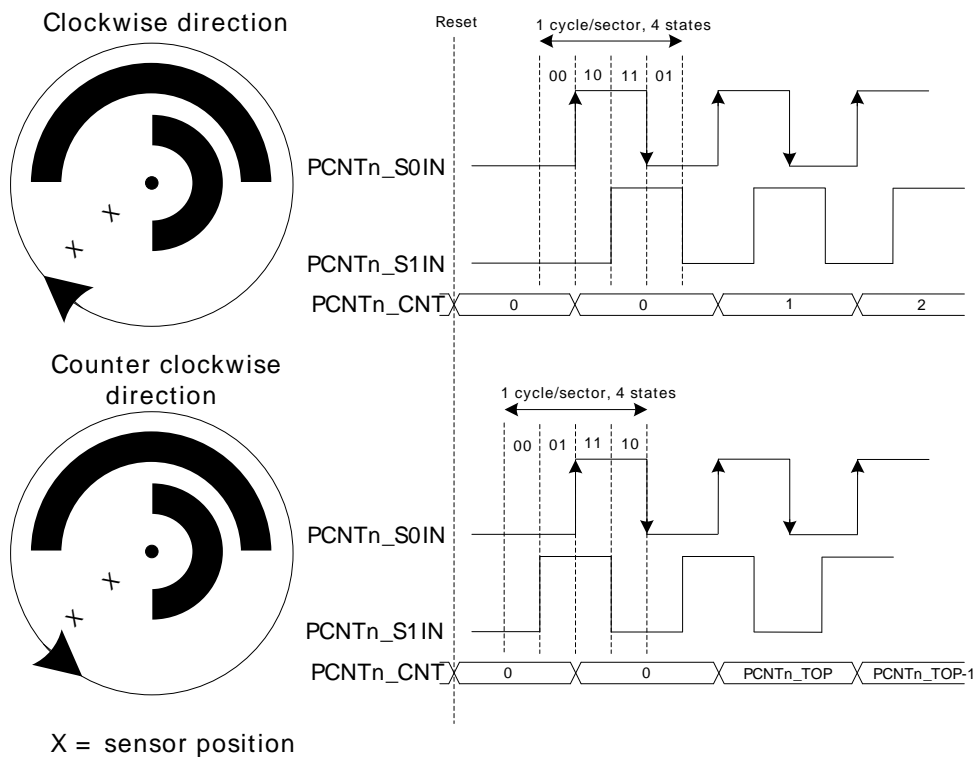 Clockwise direction
Reset
1 cycle/sector, 4 states
00 10 11 01
PCNTn_S0IN
PCNTn_S1IN
PCNTn_CNT 0 0 1 2
X
X
Counter clockwise
direction
1 cycle/sector, 4 states
00 01 11 10
PCNTn_S0IN
PCNTn_S1IN
PCNTn_CNT 0 0 PCNTn_TOP PCNTn_TOP-1
X
X
X = sensor position